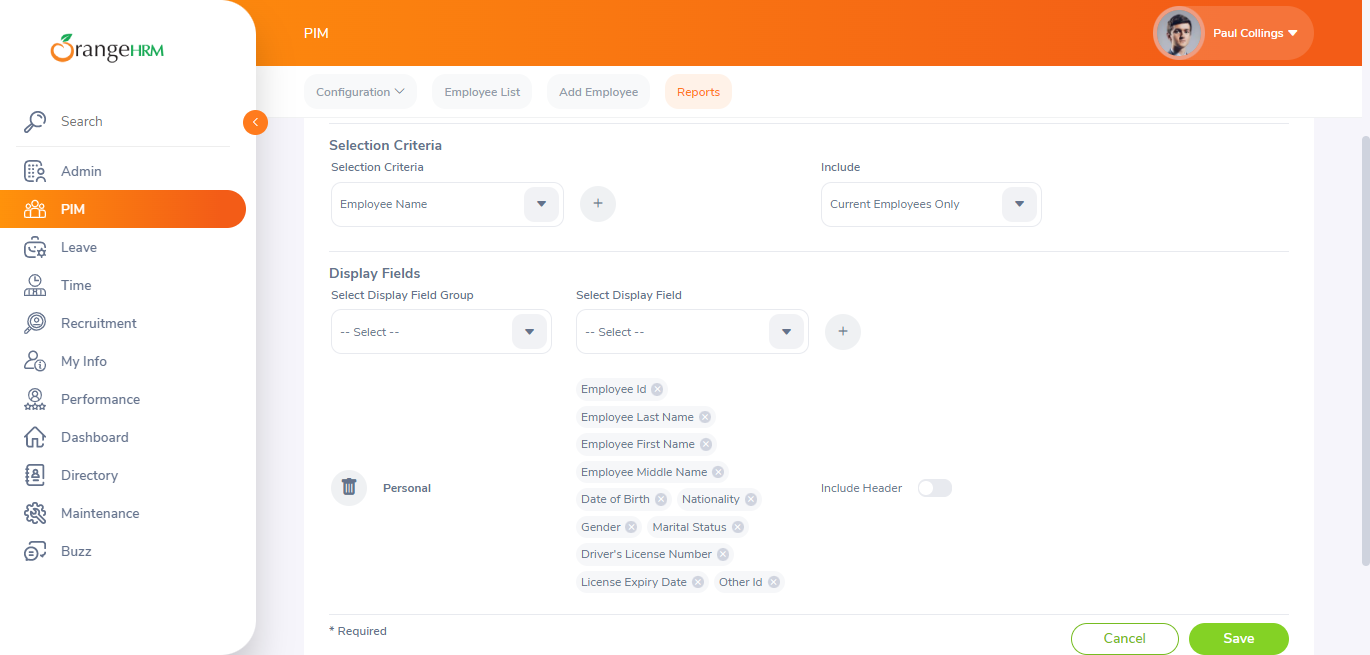 OrangeHRM
PIM
Paul Collings
Configuration
Employee List
Add Employee
Reports
Search
Admin
PIM
Leave
Time
Recruitment
My Info
Performance
Dashboard
Directory
Maintenance
Buzz
Selection Criteria
Selection Criteria
Include
Employee Name
+
Current Employees Only
Display Fields
Select Display Field Group
Select Display Field
-- Select --
-- Select --
+
Personal
Employee Id
Employee Last Name
Employee First Name
Employee Middle Name
Date of Birth Nationality
Gender Marital Status
Driver's License Number
License Expiry Date Other Id
Include Header
* Required
Cancel
Save